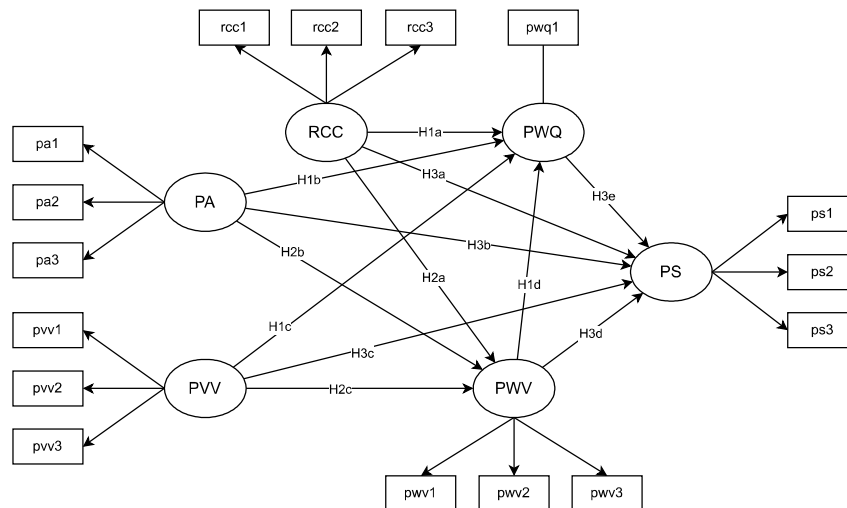 rcc1
rcc2
rcc3
pwq1
RCC
H1a
PWQ
pa1
pa2
pa3
PA
H1b
H3a
H3e
H2b
H3b
PS
ps1
ps2
ps3
H2a
H1d
H1c
H3c
H3d
pvv1
pvv2
pvv3
PVV
H2c
PWV
pwv1
pwv2
pwv3